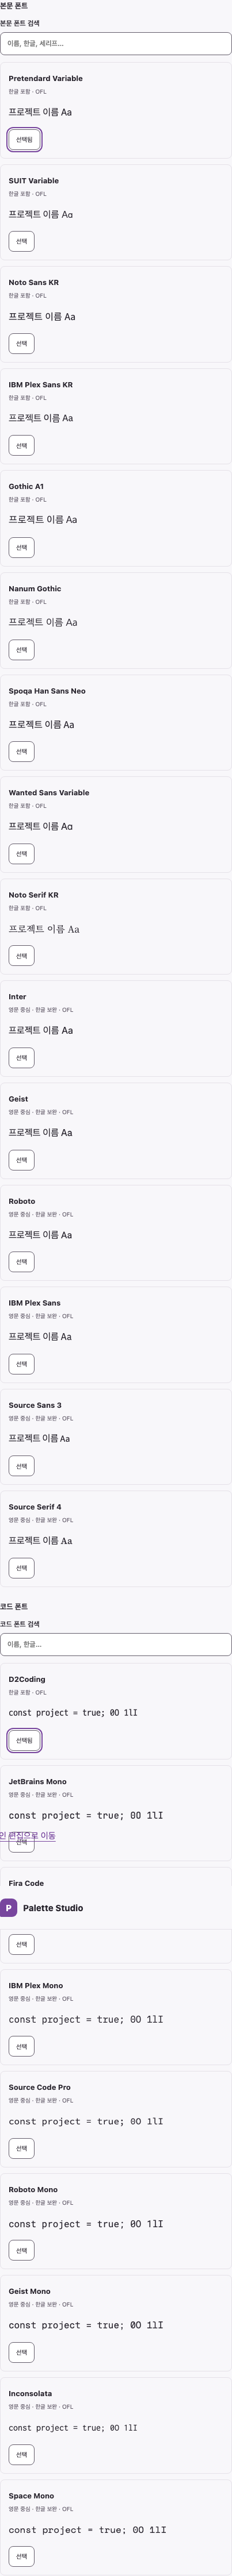 본문 폰트
본문 폰트 검색
이름, 한글, 세리프...
Pretendard Variable
한글 포함 · OFL
프로젝트 이름 Aa
선택됨
SUIT Variable
한글 포함 · OFL
프로젝트 이름 Aa
선택
Noto Sans KR
한글 포함 · OFL
프로젝트 이름 Aa
선택
IBM Plex Sans KR
한글 포함 · OFL
프로젝트 이름 Aa
선택
Gothic A1
한글 포함 · OFL
프로젝트 이름 Aa
선택
Nanum Gothic
한글 포함 · OFL
프로젝트 이름 Aa
선택
Spoqa Han Sans Neo
한글 포함 · OFL
프로젝트 이름 Aa
선택
Wanted Sans Variable
한글 포함 · OFL
프로젝트 이름 Aa
선택
Noto Serif KR
한글 포함 · OFL
프로젝트 이름 Aa
선택
Inter
영문 중심 · 한글 보완 · OFL
프로젝트 이름 Aa
선택
Geist
영문 중심 · 한글 보완 · OFL
프로젝트 이름 Aa
선택
Roboto
영문 중심 · 한글 보완 · OFL
프로젝트 이름 Aa
선택
IBM Plex Sans
영문 중심 · 한글 보완 · OFL
프로젝트 이름 Aa
선택
Source Sans 3
영문 중심 · 한글 보완 · OFL
프로젝트 이름 Aa
선택
Source Serif 4
영문 중심 · 한글 보완 · OFL
프로젝트 이름 Aa
선택
코드 폰트
코드 폰트 검색
이름, 한글...
D2Coding
한글 포함 · OFL
const project = true; 0O 1lI
선택됨
JetBrains Mono
영문 중심 · 한글 보완 · OFL
const project = true; 0O 1lI
인 편집으로 이동
선택
Fira Code
P Palette Studio
선택
IBM Plex Mono
영문 중심 · 한글 보완 · OFL
const project = true; 0O 1lI
선택
Source Code Pro
영문 중심 · 한글 보완 · OFL
const project = true; 0O 1lI
선택
Roboto Mono
영문 중심 · 한글 보완 · OFL
const project = true; 0O 1lI
선택
Geist Mono
영문 중심 · 한글 보완 · OFL
const project = true; 0O 1lI
선택
Inconsolata
영문 중심 · 한글 보완 · OFL
const project = true; 0O 1lI
선택
Space Mono
영문 중심 · 한글 보완 · OFL
const project = true; 0O 1lI
선택